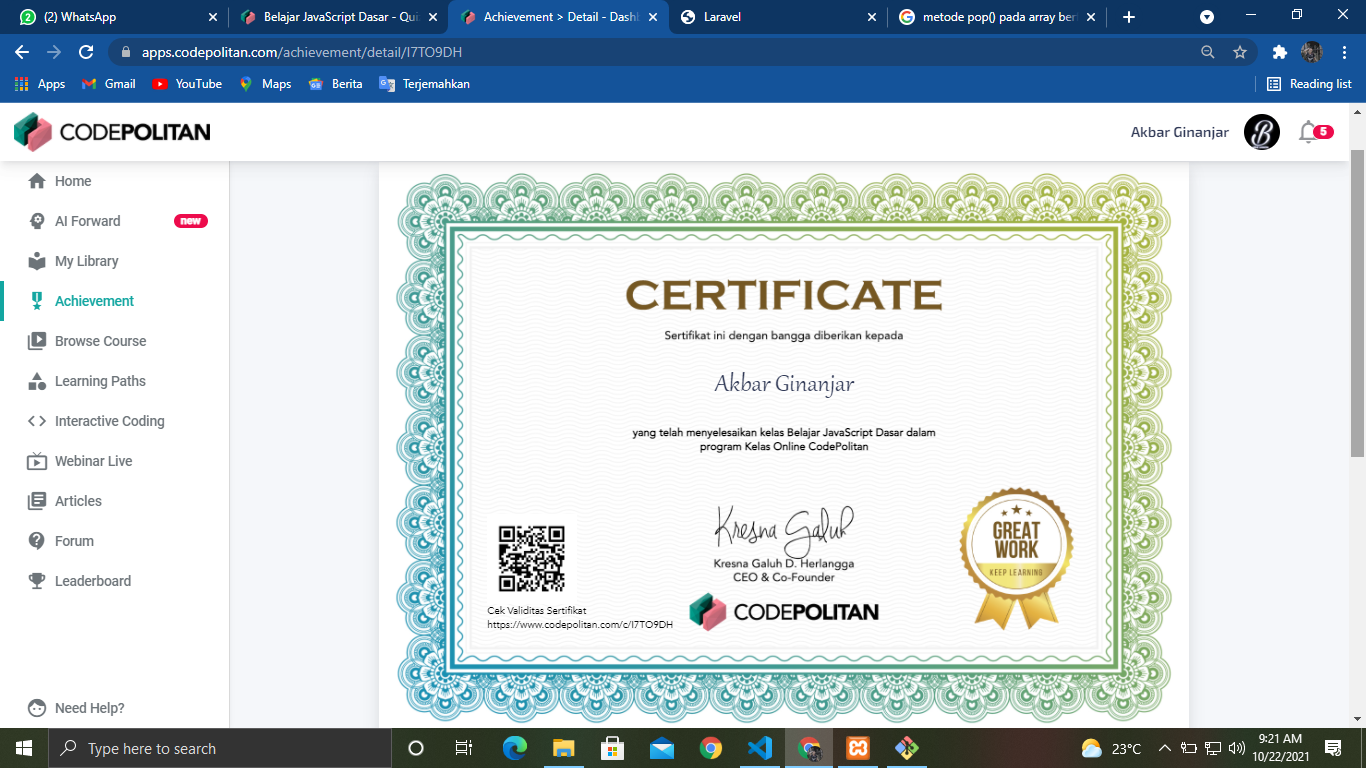 (2) WhatsApp
Belajar JavaScript Dasar - Qui
Achievement > Detail - Dashb
Laravel
metode pop() pada array beri
apps.codepolitan.com/achievement/detail/I7TO9DH
Apps
Gmail
YouTube
Maps
Berita
Terjemahkan
Reading list
CODEPOLITAN
Akbar Ginanjar
5
Home
AI Forward
new
My Library
Achievement
Browse Course
Learning Paths
Interactive Coding
Webinar Live
Articles
Forum
Leaderboard
Need Help?
CERTIFICATE
Sertifikat ini dengan bangga diberikan kepada
Akbar Ginanjar
yang telah menyelesaikan kelas Belajar JavaScript Dasar dalam
program Kelas Online CodePolitan
Kresna Galuh
Kresna Galuh D. Herlangga
CEO & Co-Founder
CODEPOLITAN
Cek Validitas Sertifikat
https://www.codepolitan.com/c/I7TO9DH
GREAT
WORK
KEEP LEARNING
Type here to search
23°C
9:21 AM
10/22/2021